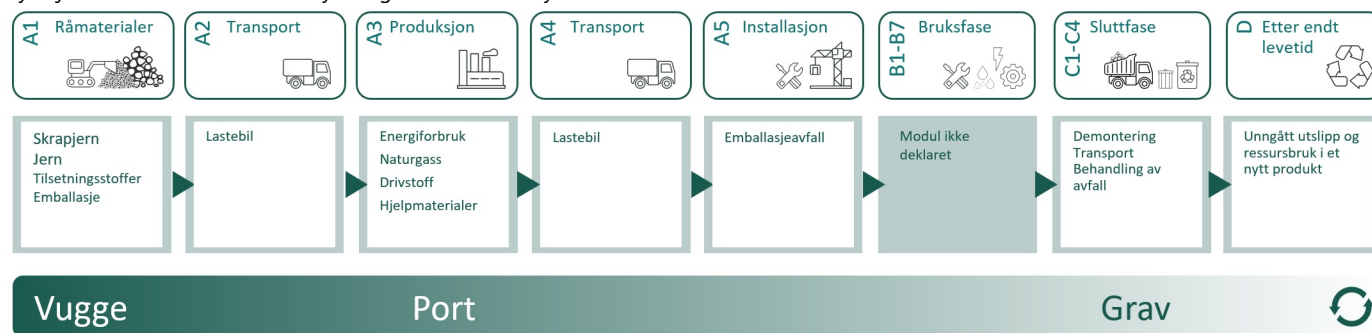 A1 Råmaterialer
A2 Transport
A3 Produksjon
A4 Transport
A5 Installasjon
B1-B7 Bruksfase
C1-C4 Sluttfase
D Etter endt
levetid
Skrapjern
Jern
Tilsetningsstoffer
Emballasje
Lastebil
Energiforbruk
Naturgass
Drivstoff
Hjelpmaterialer
Lastebil
Emballasjeavfall
Modul ikke
deklaret
Demontering
Transport
Behandling av
avfall
Unngått utslipp og
ressursbruk i et
nytt produkt
Vugge
Port
Grav